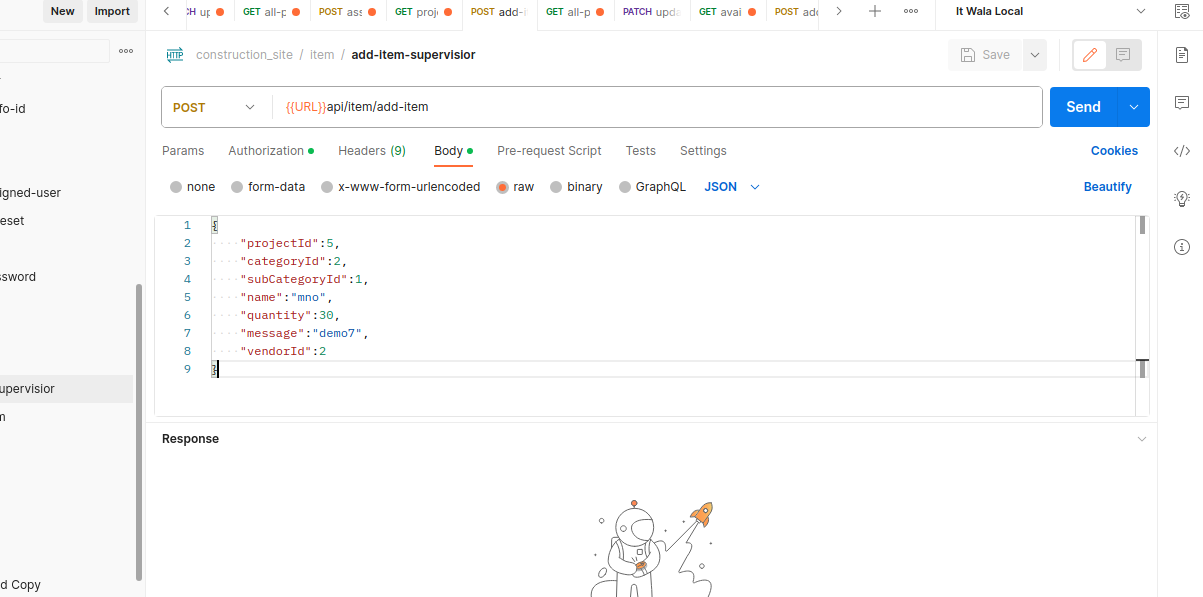 New Import
CH up GET all-p POST ass GET proj POST add-i GET all-p PATCH upda GET avai POST add It Wala Local
HTTP construction_site / item / add-item-supervisior Save
fo-id
POST {{URL}}api/item/add-item Send
Params Authorization Headers (9) Body Pre-request Script Tests Settings Cookies
igned-user
none form-data x-www-form-urlencoded raw binary GraphQL JSON Beautify
eset
ssword
upervisior
m
d Copy
1 {
2 "projectId":5,
3 "categoryId":2,
4 "subCategoryId":1,
5 "name":"mno",
6 "quantity":30,
7 "message":"demo7",
8 "vendorId":2
9 }
Response